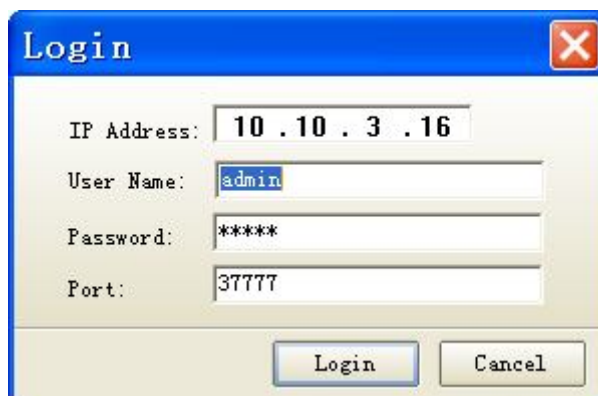 Login
IP Address: 10 .10 . 3 .16
User Name: admin
Password: *****
Port: 37777
Login Cancel